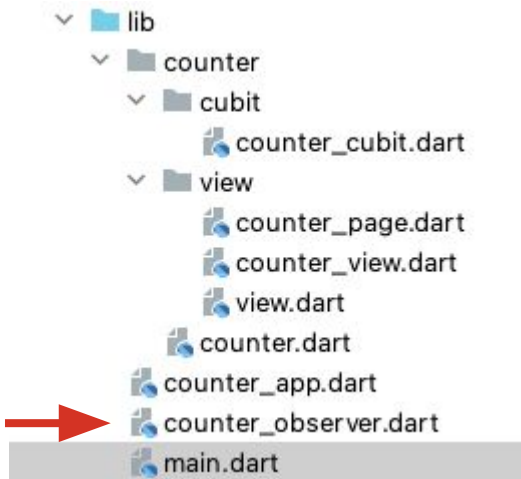 lib
counter
cubit
counter_cubit.dart
view
counter_page.dart
counter_view.dart
view.dart
counter.dart
counter_app.dart
counter_observer.dart
main.dart